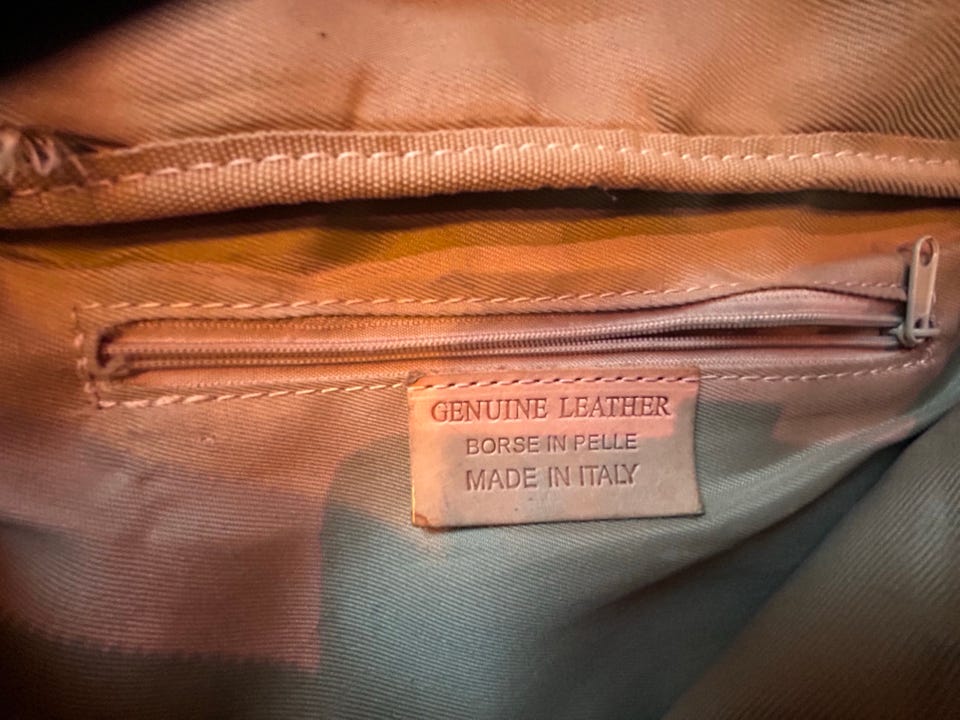 GENUINE LEATHER
BORSE IN PELLE
MADE IN ITALY